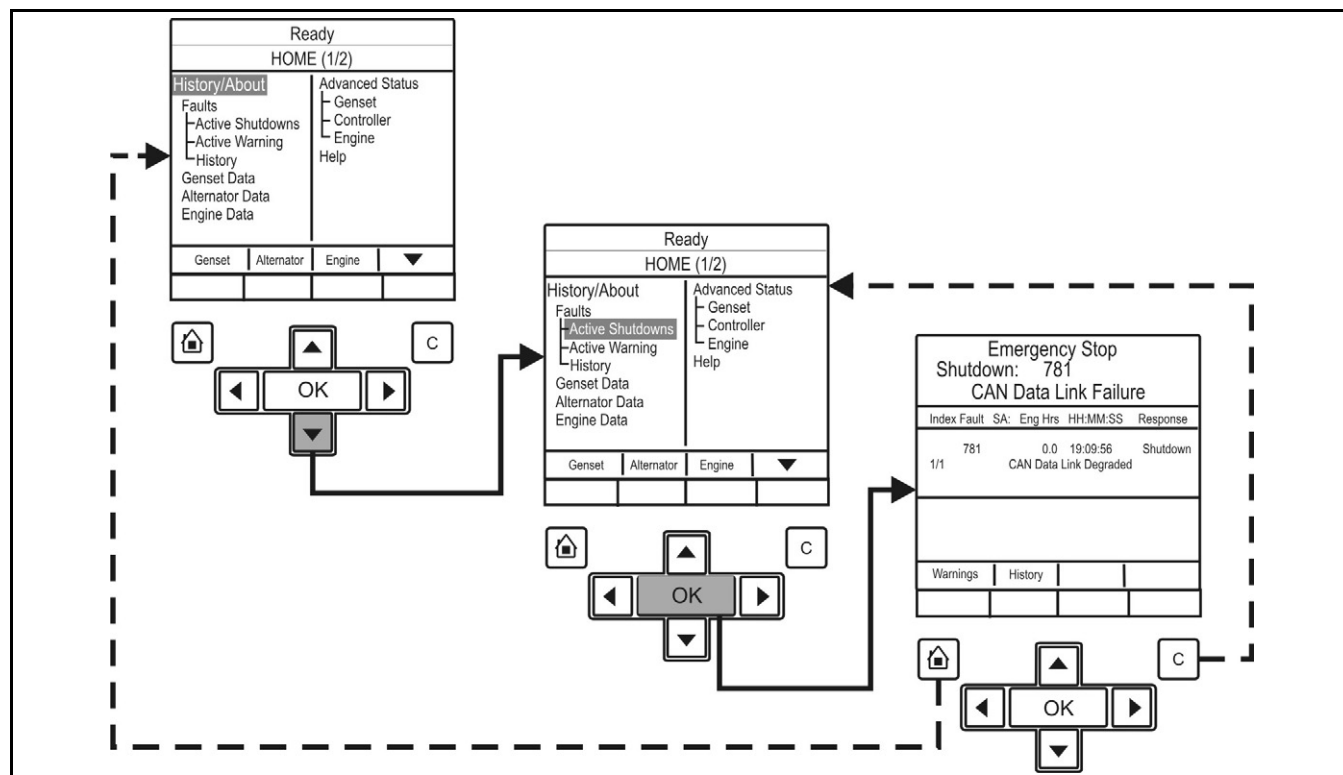 Ready
HOME (1/2)
History/About
Faults
Active Shutdowns
Active Warning
History
Genset Data
Alternator Data
Engine Data
Advanced Status
Genset
Controller
Engine
Help
Genset Alternator Engine
C
OK
Ready
HOME (1/2)
History/About
Faults
Active Shutdowns
Active Warning
History
Genset Data
Alternator Data
Engine Data
Advanced Status
Genset
Controller
Engine
Help
Genset Alternator Engine
C
OK
Emergency Stop
Shutdown: 781
CAN Data Link Failure
Index Fault SA: Eng Hrs HH:MM:SS Response
781 0.0 19:09:56 Shutdown
1/1 CAN Data Link Degraded
Warnings History
C
OK